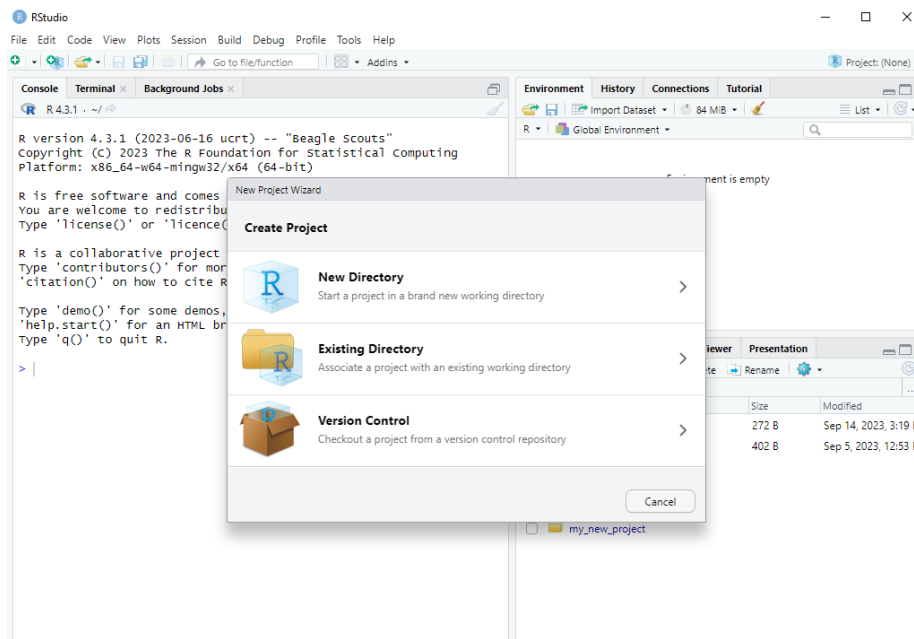 RStudio
File Edit Code View Plots Session Build Debug Profile Tools Help
Go to file/function Addins Project: (None)
Console Terminal Background Jobs
R 4.3.1 · ~/
R version 4.3.1 (2023-06-16 ucrt) -- "Beagle Scouts"
Copyright (C) 2023 The R Foundation for Statistical Computing
Platform: x86_64-w64-mingw32/x64 (64-bit)
R is free software and comes
You are welcome to redistribu
Type 'license()' or 'licence(
R is a collaborative project
Type 'contributors()' for mor
'citation()' on how to cite R
Type 'demo()' for some demos,
'help.start()' for an HTML br
Type 'q()' to quit R.
>
Environment History Connections Tutorial
Import Dataset 84 MiB List
R Global Environment
is empty
New Project Wizard
Create Project
New Directory
Start a project in a brand new working directory
Existing Directory
Associate a project with an existing working directory
Version Control
Checkout a project from a version control repository
Cancel
iewer Presentation
ete Rename
Size Modified
272 B Sep 14, 2023, 3:19
402 B Sep 5, 2023, 12:53
my_new_project